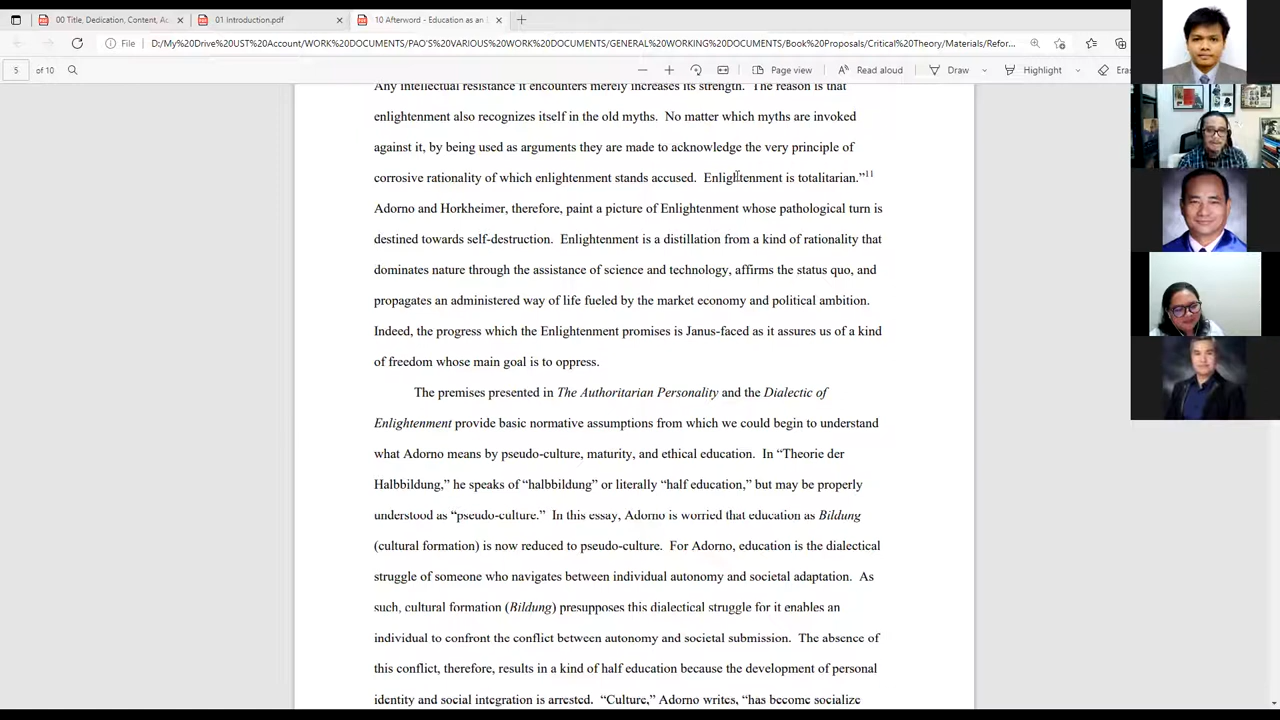 00 Title, Dedication, Content, Ac
01 Introduction.pdf
10 Afterword - Education as an
File
D:/My%20Drive%20UST%20Account/WORK%20DOCUMENTS/PAOLO%20VARIOUS%20WORK%20DOCUMENTS/GENERAL%20WORKING%20DOCUMENTS/Book%20Proposals/Critical%20Theory/Materials/Refor...
5 of 10
Page view
Read aloud
Draw
Highlight
Eras
Any intellectual resistance it encounters merely increases its strength. The reason is that
enlightenment also recognizes itself in the old myths. No matter which myths are invoked
against it, by being used as arguments they are made to acknowledge the very principle of
corrosive rationality of which enlightenment stands accused. Enlightenment is totalitarian.”11
Adorno and Horkheimer, therefore, paint a picture of Enlightenment whose pathological turn is
destined towards self-destruction. Enlightenment is a distillation from a kind of rationality that
dominates nature through the assistance of science and technology, affirms the status quo, and
propagates an administered way of life fueled by the market economy and political ambition.
Indeed, the progress which the Enlightenment promises is Janus-faced as it assures us of a kind
of freedom whose main goal is to oppress.
The premises presented in The Authoritarian Personality and the Dialectic of
Enlightenment provide basic normative assumptions from which we could begin to understand
what Adorno means by pseudo-culture, maturity, and ethical education. In “Theorie der
Halbbildung,” he speaks of “halbbildung” or literally “half education,” but may be properly
understood as “pseudo-culture.” In this essay, Adorno is worried that education as Bildung
(cultural formation) is now reduced to pseudo-culture. For Adorno, education is the dialectical
struggle of someone who navigates between individual autonomy and societal adaptation. As
such, cultural formation (Bildung) presupposes this dialectical struggle for it enables an
individual to confront the conflict between autonomy and societal submission. The absence of
this conflict, therefore, results in a kind of half education because the development of personal
identity and social integration is arrested. “Culture,” Adorno writes, “has become socialize